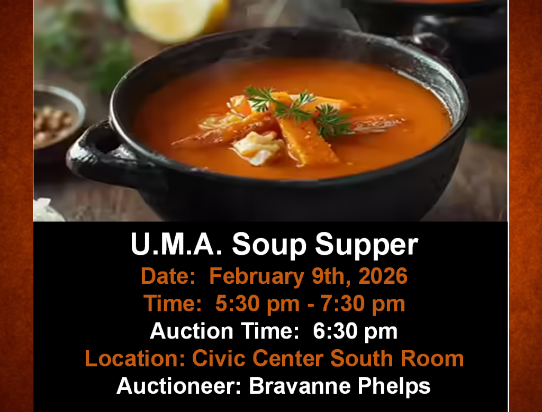 U.M.A. Soup Supper
Date:  February 9th, 2026
Time:  5:30 pm - 7:30 pm
Auction Time:  6:30 pm
Location: Civic Center South Room
Auctioneer: Bravanne Phelps